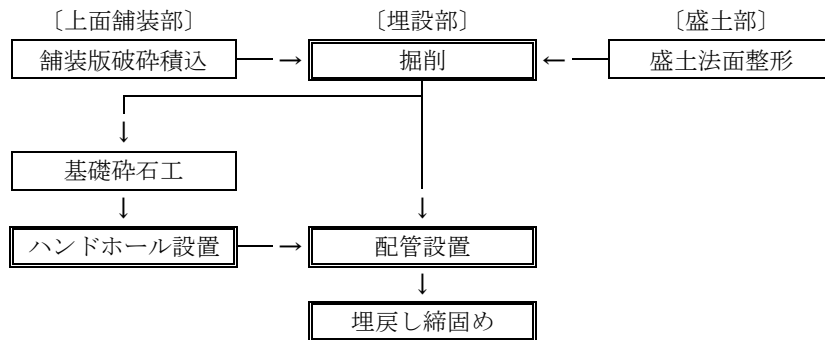 〔上面舗装部〕 〔埋設部〕 〔盛土部〕
舗装版破砕積込 → 掘削 ← 盛土法面整形
↓
基礎砕石工
↓ ↓
ハンドホール設置 → 配管設置
↓
埋戻し締固め